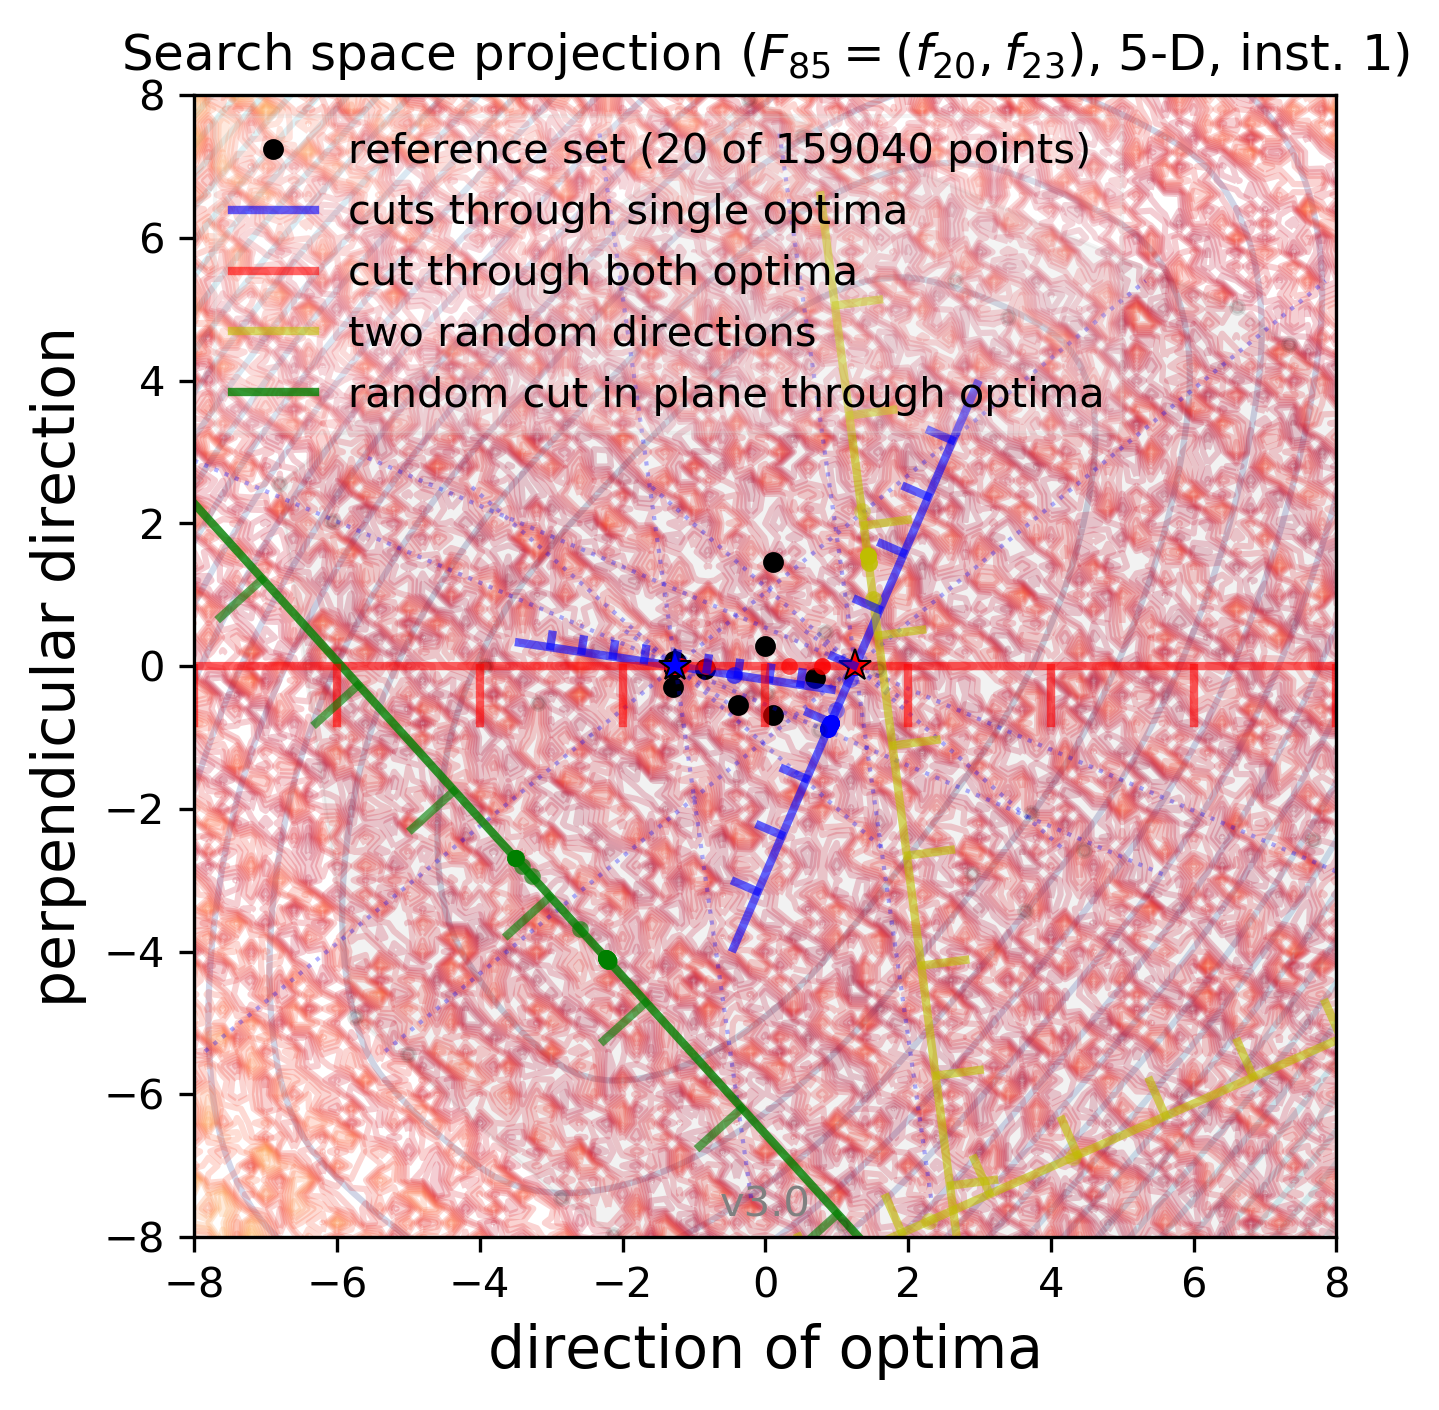 Search space projection (F85 = (f20, f23), 5-D, inst. 1)
8
6
4
2
0
−2
−4
−6
−8
perpendicular direction
reference set (20 of 159040 points)
cuts through single optima
cut through both optima
two random directions
random cut in plane through optima
v3.0
−8 −6 −4 −2 0 2 4 6 8
direction of optima